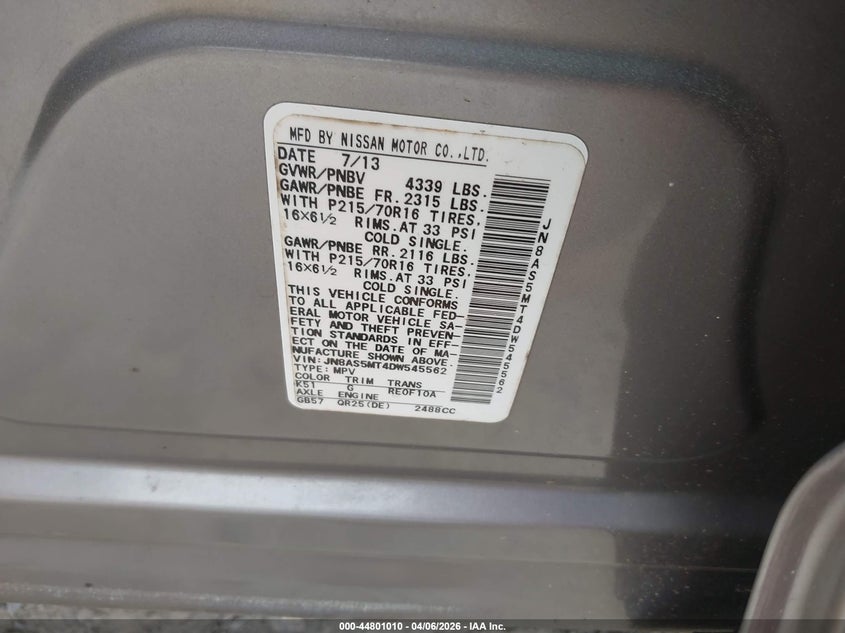 MFD BY NISSAN MOTOR CO.,LTD.
DATE 7/13
GVWR/PNBV 4339 LBS.
GAWR/PNBE FR. 2315 LBS.
WITH P215/70R16 TIRES,
16X6½ RIMS.AT 33 PSI
COLD SINGLE.
GAWR/PNBE RR. 2116 LBS.
WITH P215/70R16 TIRES,
16X6½ RIMS.AT 33 PSI
COLD SINGLE.
THIS VEHICLE CONFORMS
TO ALL APPLICABLE FED-
ERAL MOTOR VEHICLE SA-
FETY AND THEFT PREVEN-
TION STANDARDS IN EFF-
ECT ON THE DATE OF MA-
NUFACTURE SHOWN ABOVE.
VIN: JN8AS5MT4DW545562
TYPE: MPV
COLOR TRIM TRANS
K51 G RE0F10A
AXLE ENGINE
GB57 QR25(DE) 2488CC
JN8AS5MT4DW545562
000-44801010 - 04/06/2026 - IAA Inc.